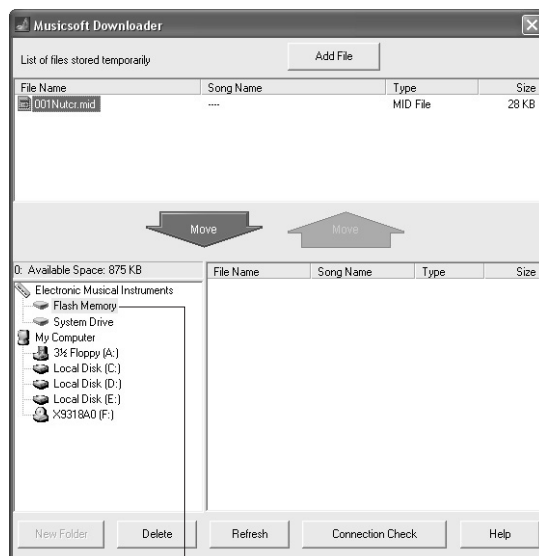 Musicsoft Downloader
List of files stored temporarily
Add File
File Name Song Name Type Size
001Nutcr.mid ---- MID File 28 KB
Move Move
0: Available Space: 875 KB
File Name Song Name Type Size
Electronic Musical Instruments
Flash Memory
System Drive
My Computer
3½ Floppy (A:)
Local Disk (C:)
Local Disk (D:)
Local Disk (E:)
X9318A0 (F:)
New Folder Delete Refresh Connection Check Help